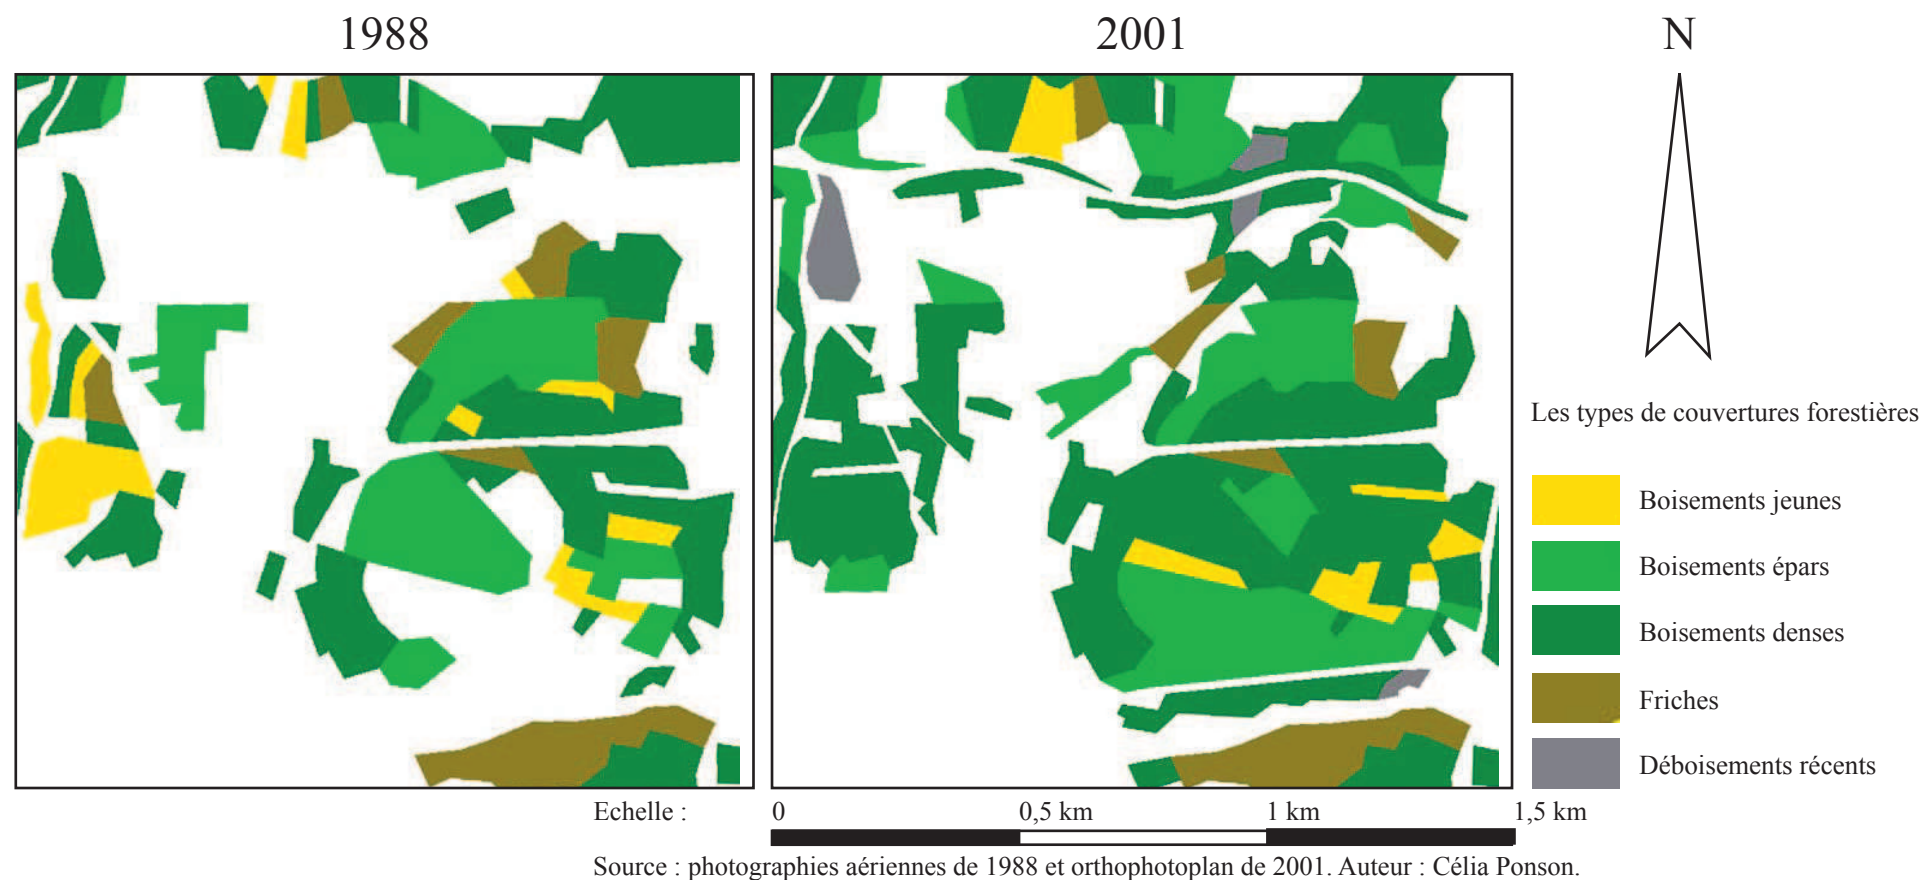 1988
2001
N
Les types de couvertures forestières
Boisements jeunes
Boisements épars
Boisements denses
Friches
Déboisements récents
Echelle : 0 0,5 km 1 km 1,5 km
Source : photographies aériennes de 1988 et orthophotoplan de 2001. Auteur : Célia Ponson.